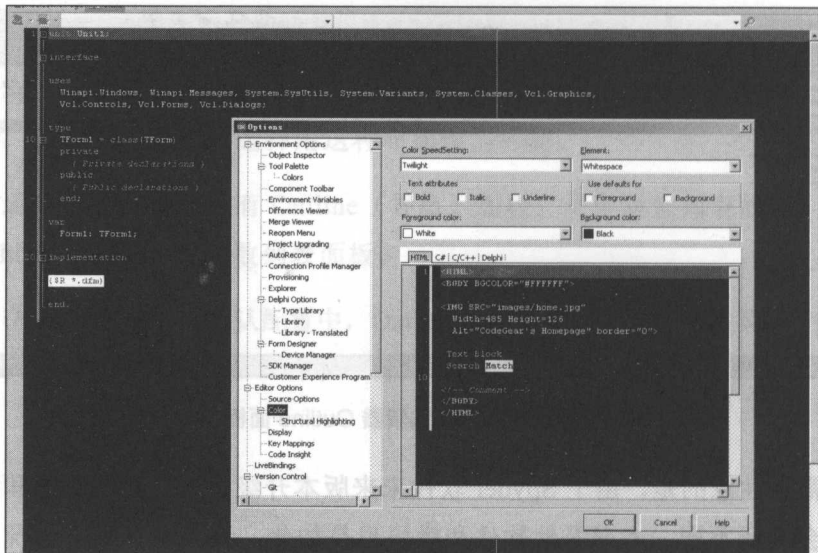 unit Unit1;
interface
uses
Winapi.Windows, Winapi.Messages, System.SysUtils, System.Variants, System.Classes, Vcl.Graphics,
Vcl.Controls, Vcl.Forms, Vcl.Dialogs;
type
10
TForm1 = class(TForm)
private
{ Private declarations }
public
{ Public declarations }
end;
var
Form1: TForm1;
implementation
{$R *.dfm}
end.
Options
Environment Options
Object Inspector
Tool Palette
Colors
Component Toolbar
Environment Variables
Difference Viewer
Merge Viewer
Reopen Menu
Project Upgrading
AutoRecover
Connection Profile Manager
Provisioning
Explorer
Delphi Options
Type Library
Library
Library - Translated
Form Designer
Device Manager
SDK Manager
Customer Experience Program
Editor Options
Source Options
Color
Structural Highlighting
Display
Key Mappings
Code Insight
LiveBindings
Version Control
Git
Color SpeedSetting:
Twilight
Element:
Whitespace
Text attributes
Bold Italic Underline
Use defaults for
Foreground Background
Foreground color:
White
Background color:
Black
HTML C# C/C++ Delphi
1 <HTML>
<BODY BGCOLOR="#FFFFFF">
<IMG SRC="images/home.jpg"
Width=485 Height=126
Alt="CodeGear's Homepage" border="0">
Text Block
Search Match
10
<!-- Comment -->
</BODY>
</HTML>
OK Cancel Help